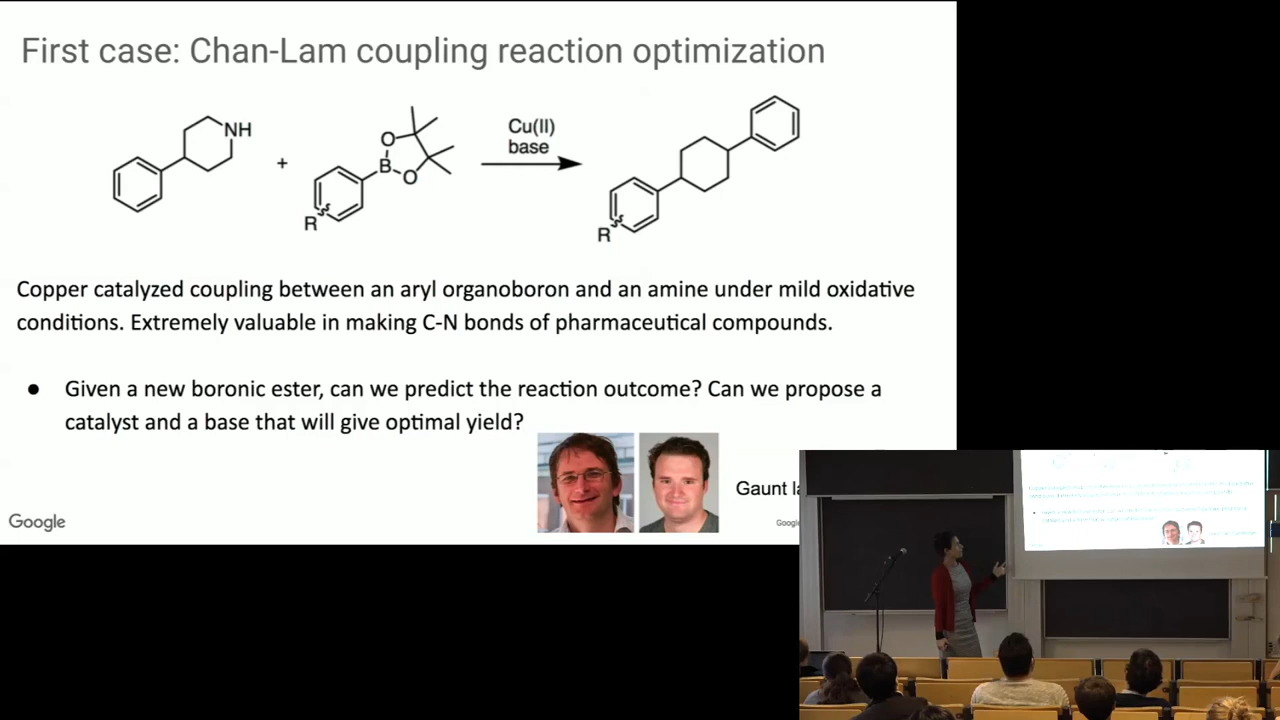 First case: Chan-Lam coupling reaction optimization
NH
+
O
B
O
R
Cu(II)
base
R
Copper catalyzed coupling between an aryl organoboron and an amine under mild oxidative
conditions. Extremely valuable in making C-N bonds of pharmaceutical compounds.
● Given a new boronic ester, can we predict the reaction outcome? Can we propose a
catalyst and a base that will give optimal yield?
Gaunt
Google
Google